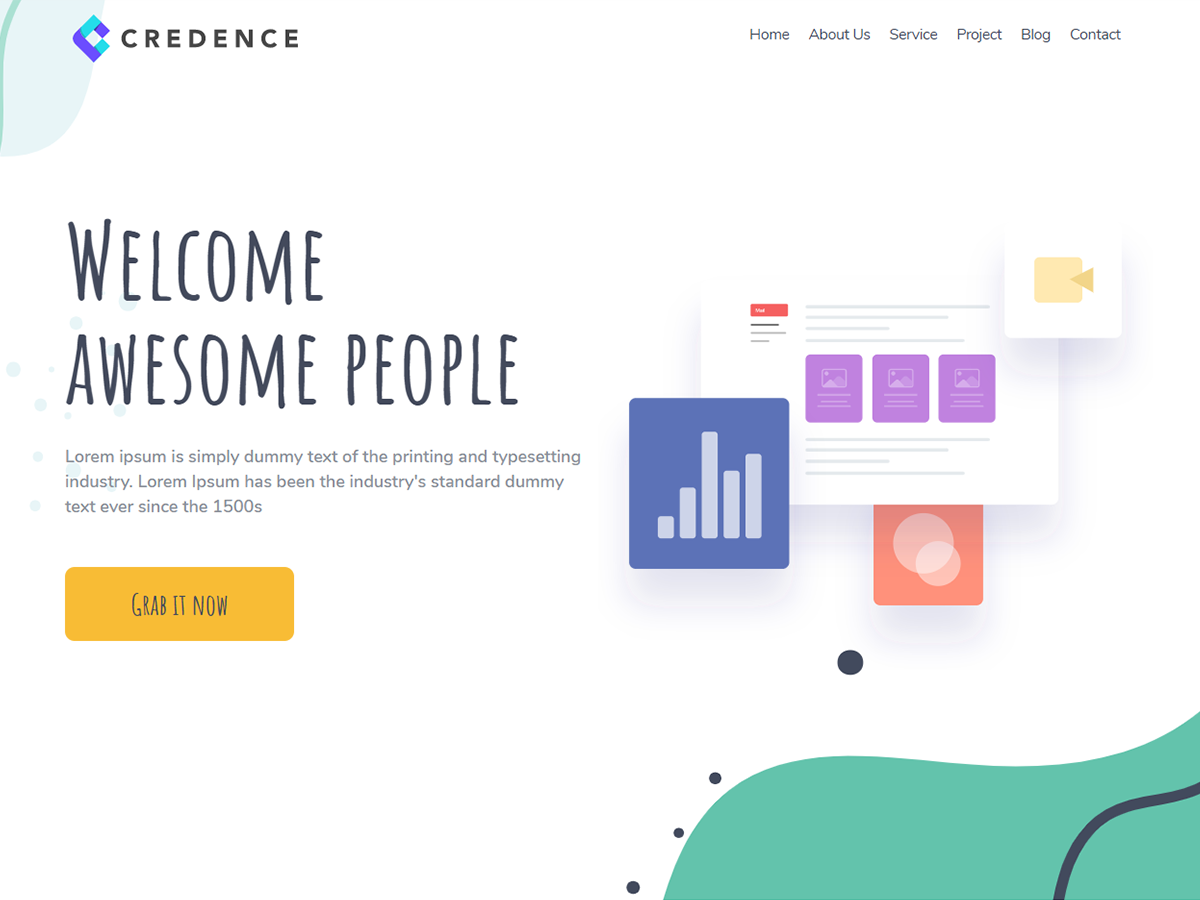 CREDENCE
Home About Us Service Project Blog Contact
Welcome
awesome people
Lorem ipsum is simply dummy text of the printing and typesetting
industry. Lorem Ipsum has been the industry's standard dummy
text ever since the 1500s
Grab it now
Mail